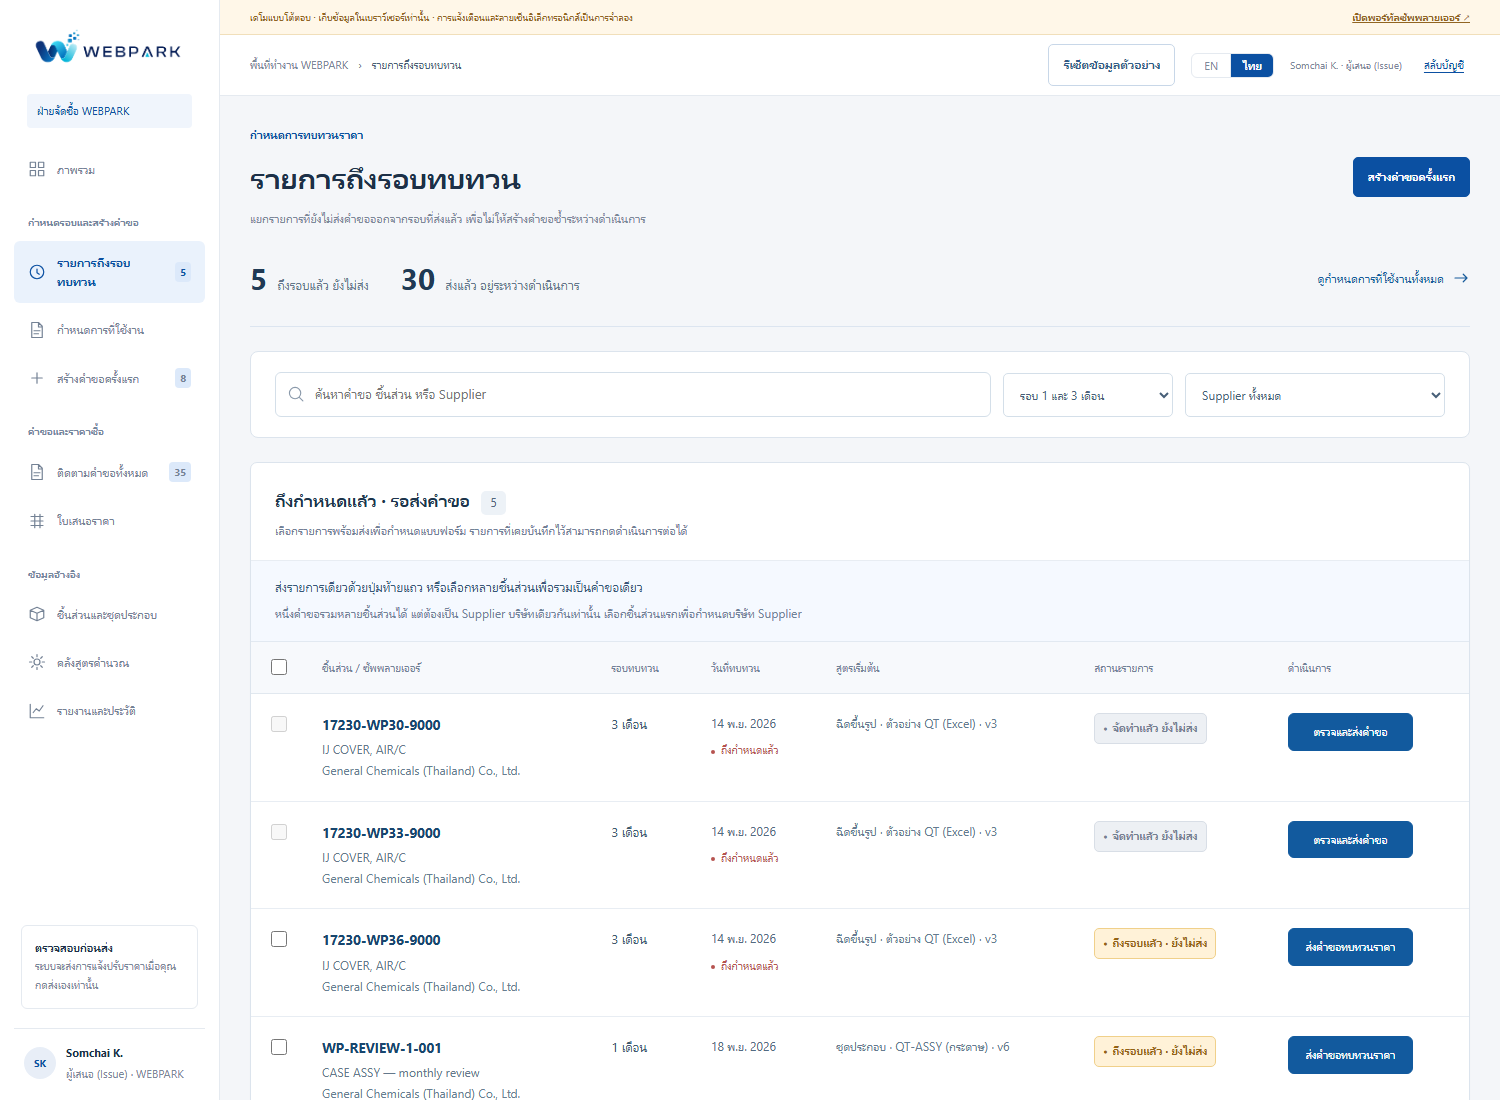 เดโมแบบโต้ตอบ · เก็บข้อมูลในเบราว์เซอร์เท่านั้น · การแจ้งเตือนและลายเซ็นอิเล็กทรอนิกส์เป็นการจำลอง
เปิดพอร์ทัลซัพพลายเออร์ ↗
WEBPARK
พื้นที่ทำงาน WEBPARK › รายการถึงรอบทบทวน
รีเซ็ตข้อมูลตัวอย่าง
EN ไทย
Somchai K. · ผู้เสนอ (Issue)
สลับบัญชี
ฝ่ายจัดซื้อ WEBPARK
ภาพรวม
กำหนดรอบและสร้างคำขอ
รายการถึงรอบ
ทบทวน
5
กำหนดการที่ใช้งาน
สร้างคำขอครั้งแรก 8
คำขอและราคาซื้อ
ติดตามคำขอทั้งหมด 35
ใบเสนอราคา
ข้อมูลอ้างอิง
ชิ้นส่วนและชุดประกอบ
คลังสูตรคำนวณ
รายงานและประวัติ
ตรวจสอบก่อนส่ง
ระบบจะส่งการแจ้งปรับราคาเมื่อคุณ
กดส่งเองเท่านั้น
SK
Somchai K.
ผู้เสนอ (Issue) · WEBPARK
กำหนดการทบทวนราคา
รายการถึงรอบทบทวน
แยกรายการที่ยังไม่ส่งคำขอออกจากรอบที่ส่งแล้ว เพื่อไม่ให้สร้างคำขอซ้ำระหว่างดำเนินการ
สร้างคำขอครั้งแรก
5 ถึงรอบแล้ว ยังไม่ส่ง 30 ส่งแล้ว อยู่ระหว่างดำเนินการ
ดูกำหนดการที่ใช้งานทั้งหมด →
ค้นหาคำขอ ชิ้นส่วน หรือ Supplier
รอบ 1 และ 3 เดือน
Supplier ทั้งหมด
ถึงกำหนดแล้ว · รอส่งคำขอ 5
เลือกรายการพร้อมส่งเพื่อกำหนดแบบฟอร์ม รายการที่เคยบันทึกไว้สามารถกดดำเนินการต่อได้
ส่งรายการเดียวด้วยปุ่มท้ายแถว หรือเลือกหลายชิ้นส่วนเพื่อรวมเป็นคำขอเดียว
หนึ่งคำขอรวมหลายชิ้นส่วนได้ แต่ต้องเป็น Supplier บริษัทเดียวกันเท่านั้น เลือกชิ้นส่วนแรกเพื่อกำหนดบริษัท Supplier
ชิ้นส่วน / ซัพพลายเออร์ รอบทบทวน วันที่ทบทวน สูตรเริ่มต้น สถานะรายการ ดำเนินการ
17230-WP30-9000 3 เดือน 14 พ.ย. 2026 ฉีดขึ้นรูป · ตัวอย่าง QT (Excel) · v3 • จัดทำแล้ว ยังไม่ส่ง ตรวจและส่งคำขอ
IJ COVER, AIR/C • ถึงกำหนดแล้ว
General Chemicals (Thailand) Co., Ltd.
17230-WP33-9000 3 เดือน 14 พ.ย. 2026 ฉีดขึ้นรูป · ตัวอย่าง QT (Excel) · v3 • จัดทำแล้ว ยังไม่ส่ง ตรวจและส่งคำขอ
IJ COVER, AIR/C • ถึงกำหนดแล้ว
General Chemicals (Thailand) Co., Ltd.
17230-WP36-9000 3 เดือน 14 พ.ย. 2026 ฉีดขึ้นรูป · ตัวอย่าง QT (Excel) · v3 • ถึงรอบแล้ว · ยังไม่ส่ง ส่งคำขอทบทวนราคา
IJ COVER, AIR/C • ถึงกำหนดแล้ว
General Chemicals (Thailand) Co., Ltd.
WP-REVIEW-1-001 1 เดือน 18 พ.ย. 2026 ชุดประกอบ · QT-ASSY (กระดาษ) · v6 • ถึงรอบแล้ว · ยังไม่ส่ง ส่งคำขอทบทวนราคา
CASE ASSY — monthly review
General Chemicals (Thailand) Co., Ltd.